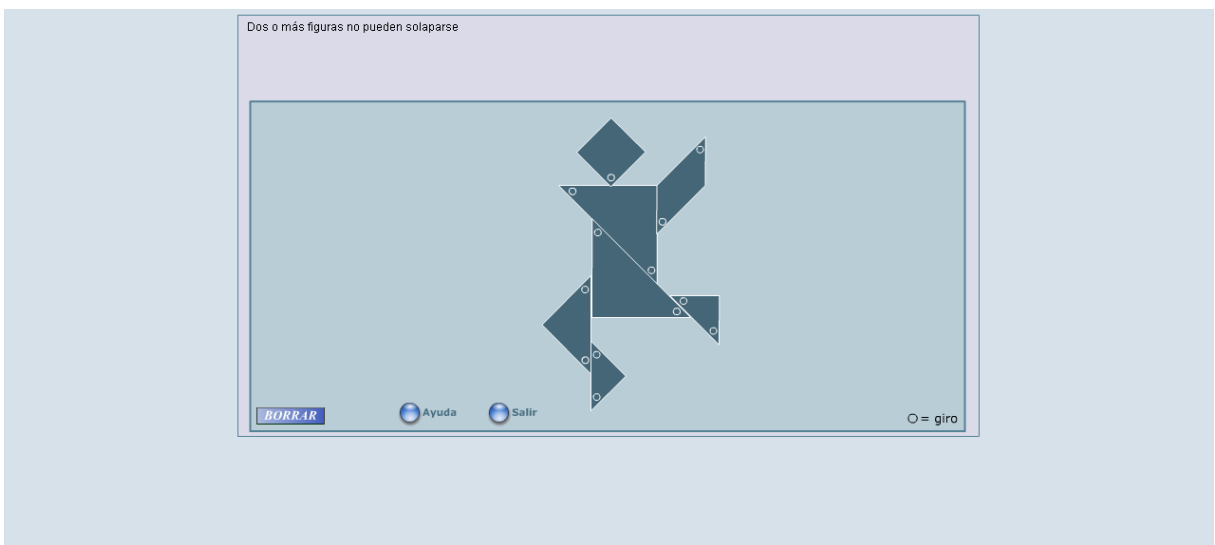 Dos o más figuras no pueden solaparse
BORRAR
Ayuda
Salir
= giro